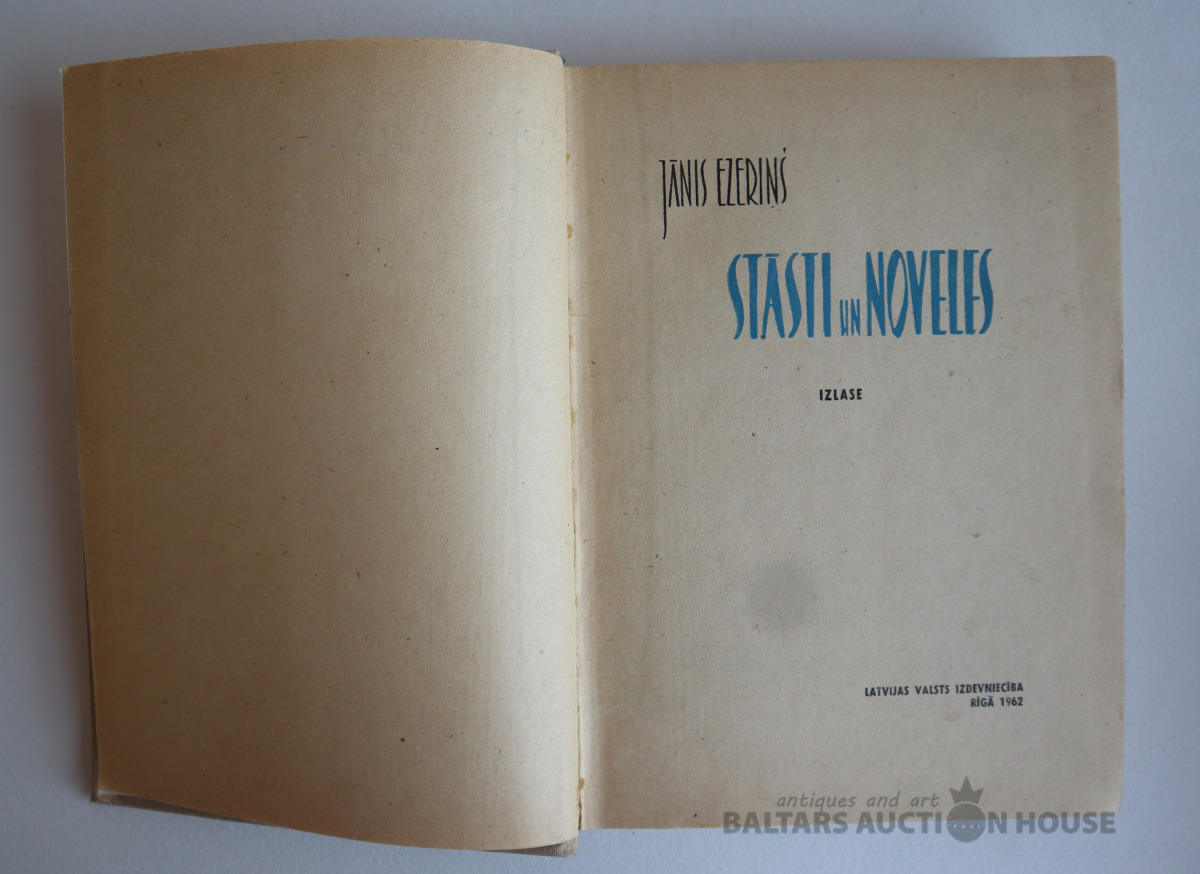 JĀNIS EZERIŅŠ
STĀSTI UN NOVELES
IZLASE
LATVIJAS VALSTS IZDEVNIECĪBA
RĪGĀ 1962
antiques and art
BALTARS AUCTION HOUSE